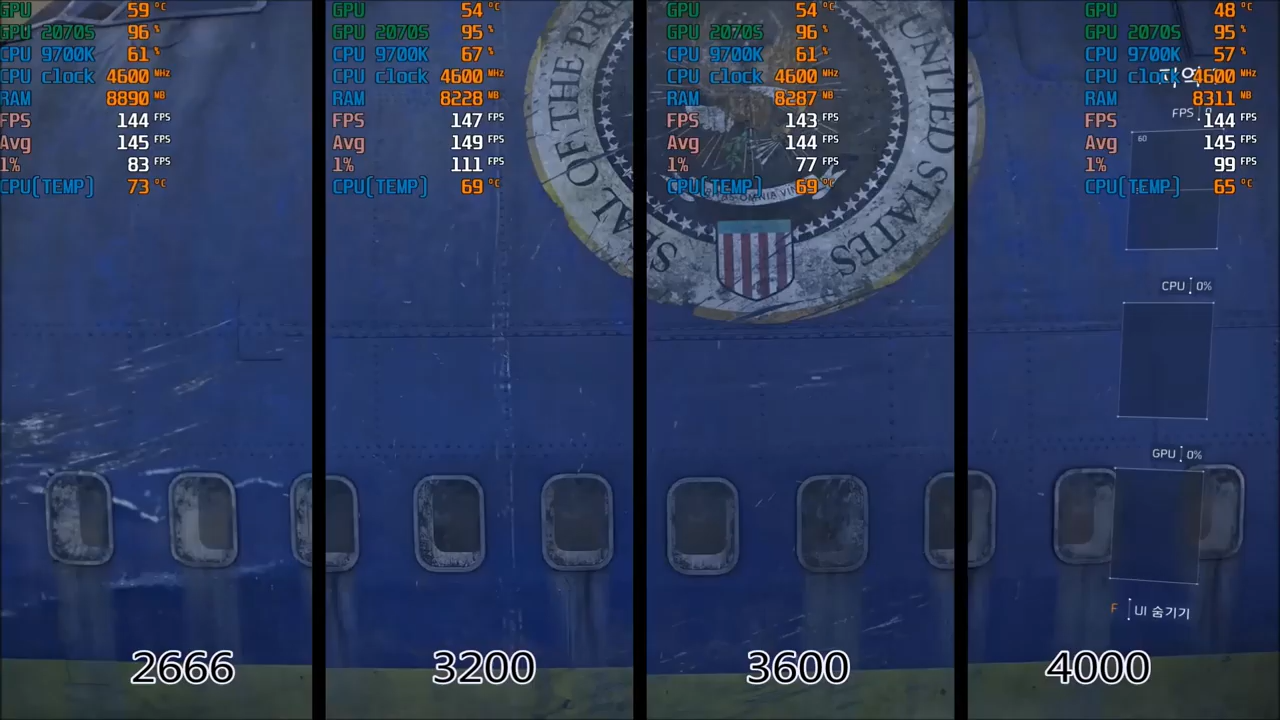 GPU 59 °C
GPU 2070S 96 %
CPU 9700K 61 %
CPU clock 4600 MHz
RAM 8890 MB
FPS 144 FPS
Avg 145 FPS
1% 83 FPS
CPU(TEMP) 73 °C
GPU 54 °C
GPU 2070S 95 %
CPU 9700K 67 %
CPU clock 4600 MHz
RAM 8228 MB
FPS 147 FPS
Avg 149 FPS
1% 111 FPS
CPU(TEMP) 69 °C
GPU 54 °C
GPU 2070S 96 %
CPU 9700K 61 %
CPU clock 4600 MHz
RAM 8287 MB
FPS 143 FPS
Avg 144 FPS
1% 77 FPS
CPU(TEMP) 69 °C
GPU 48 °C
GPU 2070S 95 %
CPU 9700K 57 %
CPU clock 4600 MHz
RAM 8311 MB
FPS 144 FPS
Avg 145 FPS
1% 99 FPS
CPU(TEMP) 65 °C
SEAL OF THE
UNITED STATES
OMNIA
FPS
60
CPU 0%
GPU 0%
F UI 숨기기
2666
3200
3600
4000